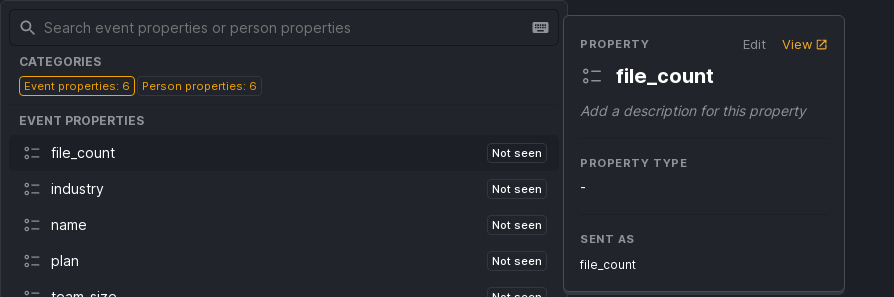 Search event properties or person properties
CATEGORIES
Event properties: 6
Person properties: 6
EVENT PROPERTIES
file_count
Not seen
industry
Not seen
name
Not seen
plan
Not seen
team_size
Not seen
PROPERTY
Edit
View
file_count
Add a description for this property
PROPERTY TYPE
-
SENT AS
file_count